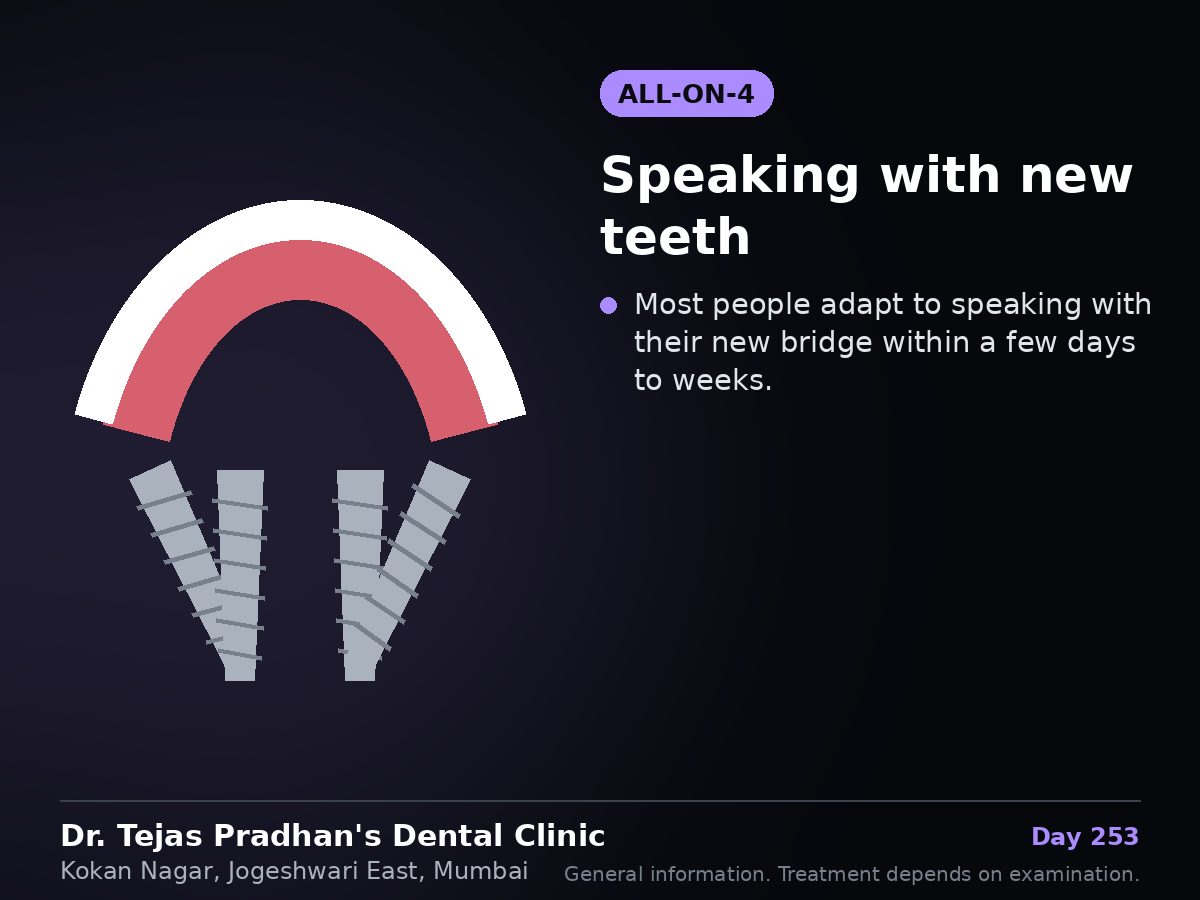 ALL-ON-4
Speaking with new
teeth
Most people adapt to speaking with
their new bridge within a few days
to weeks.
Dr. Tejas Pradhan's Dental Clinic
Day 253
Kokan Nagar, Jogeshwari East, Mumbai
General information. Treatment depends on examination.